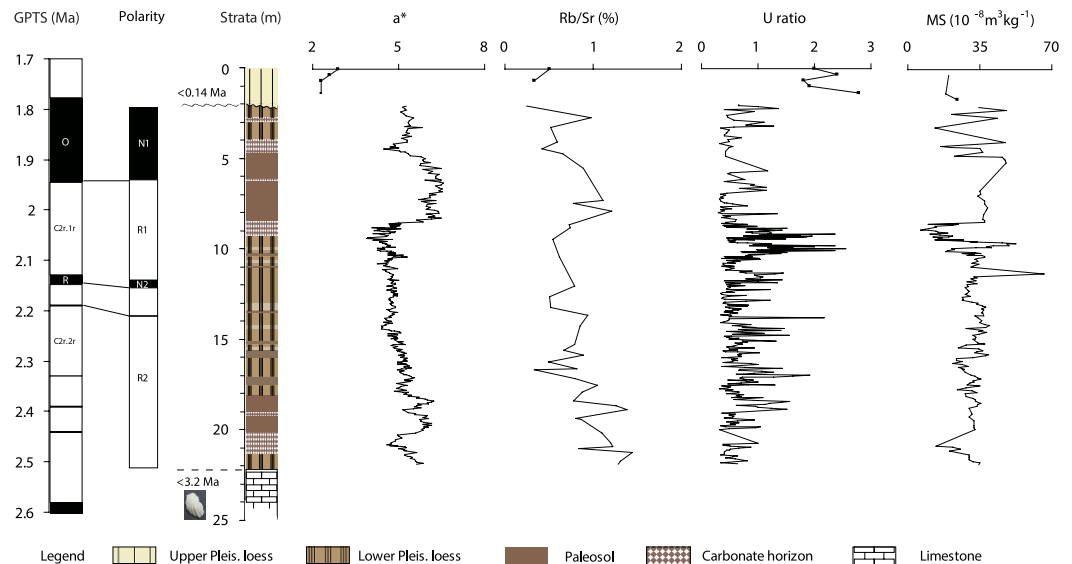 GPTS (Ma) Polarity Strata (m) a* Rb/Sr (%) U ratio MS (10 ⁻⁸m³kg⁻¹)
2 5 8 0 1 2 0 1 2 3 0 35 70
1.7
1.8
1.9
2
2.1
2.2
2.3
2.4
2.5
2.6
O
C2r.1r
R
C2r.2r
N1
R1
N2
R2
0
5
10
15
20
25
<0.14 Ma
<3.2 Ma
Legend Upper Pleis. loess Lower Pleis. loess Paleosol Carbonate horizon Limestone